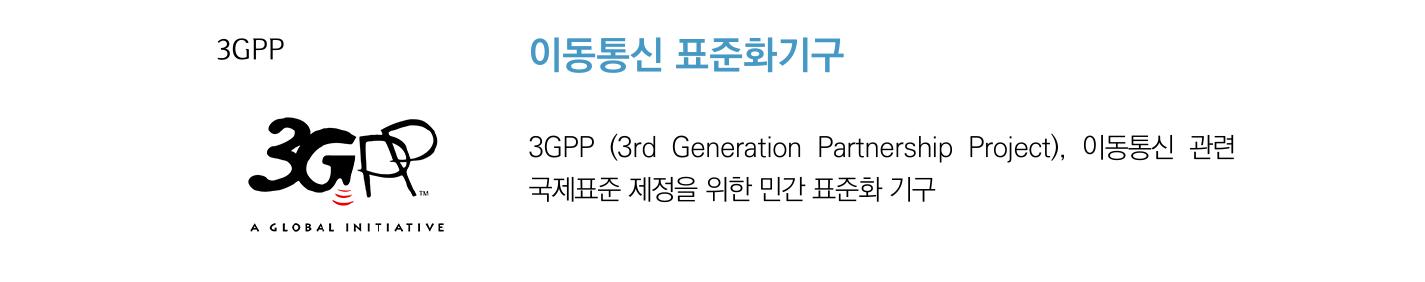 3GPP
이동통신 표준화기구
3GPP
TM
A GLOBAL INITIATIVE
3GPP (3rd Generation Partnership Project), 이동통신 관련
국제표준 제정을 위한 민간 표준화 기구